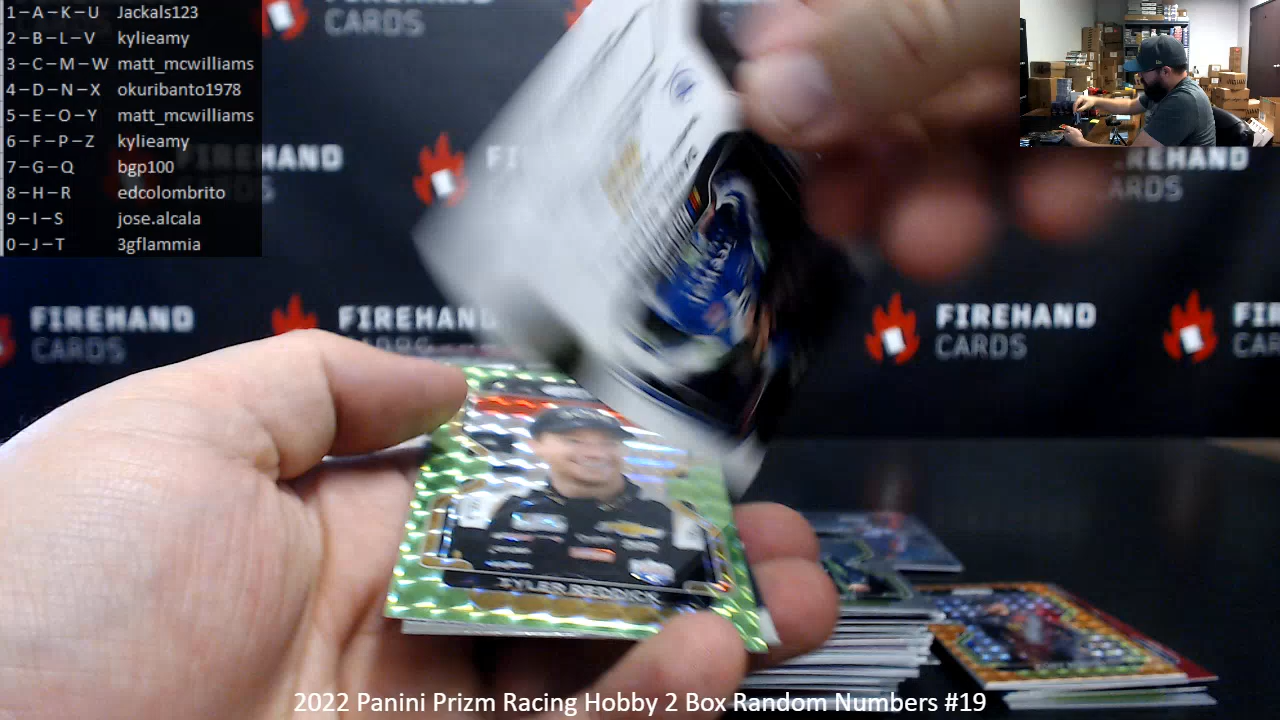 1-A-K-U Jackals123
2-B-L-V kylieamy
3-C-M-W matt_mcwilliams
4-D-N-X okuribanto1978
5-E-O-Y matt_mcwilliams
6-F-P-Z kylieamy
7-G-Q bgp100
8-H-R edcolombrito
9-I-S jose.alcala
0-J-T 3gflammia
FIREHAND
CARDS
FIREHAND
CARDS
FIREHAND
CARDS
FIREHAND
CARDS
FIREHAND
CARDS
TYLER REDDICK
2022 Panini Prizm Racing Hobby 2 Box Random Numbers #19